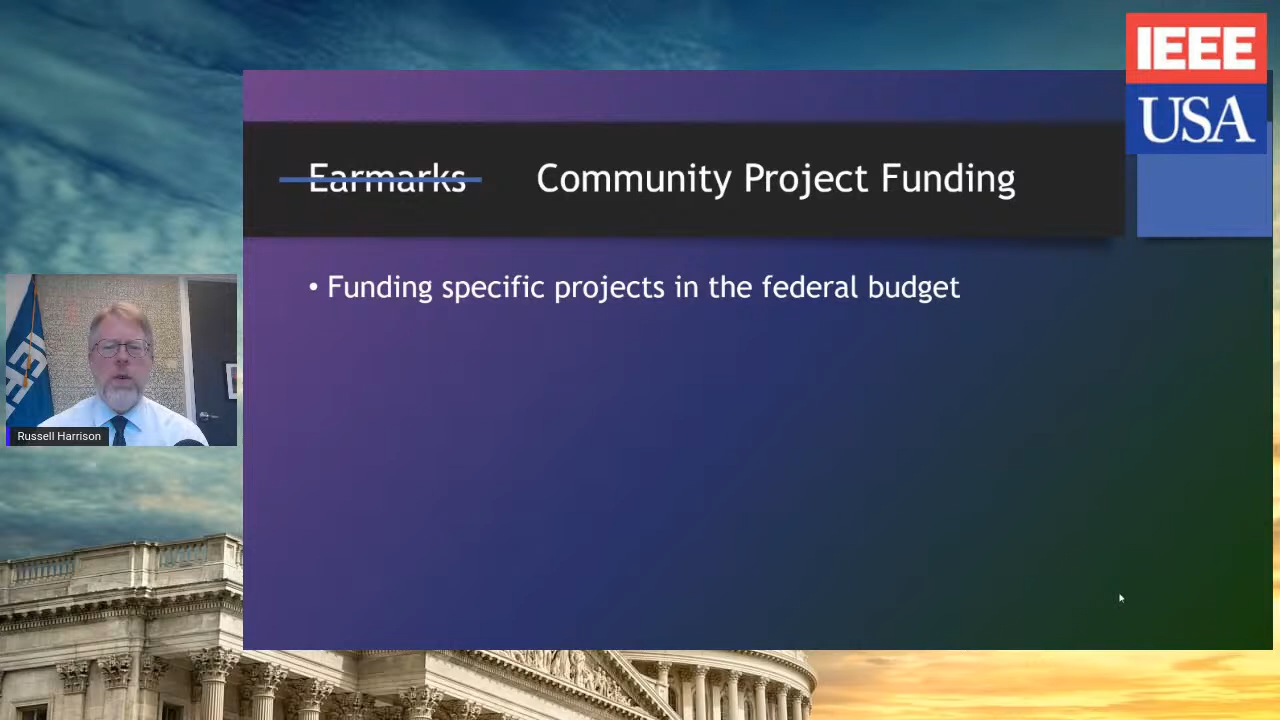 IEEE
USA
Earmarks Community Project Funding
• Funding specific projects in the federal budget
Russell Harrison